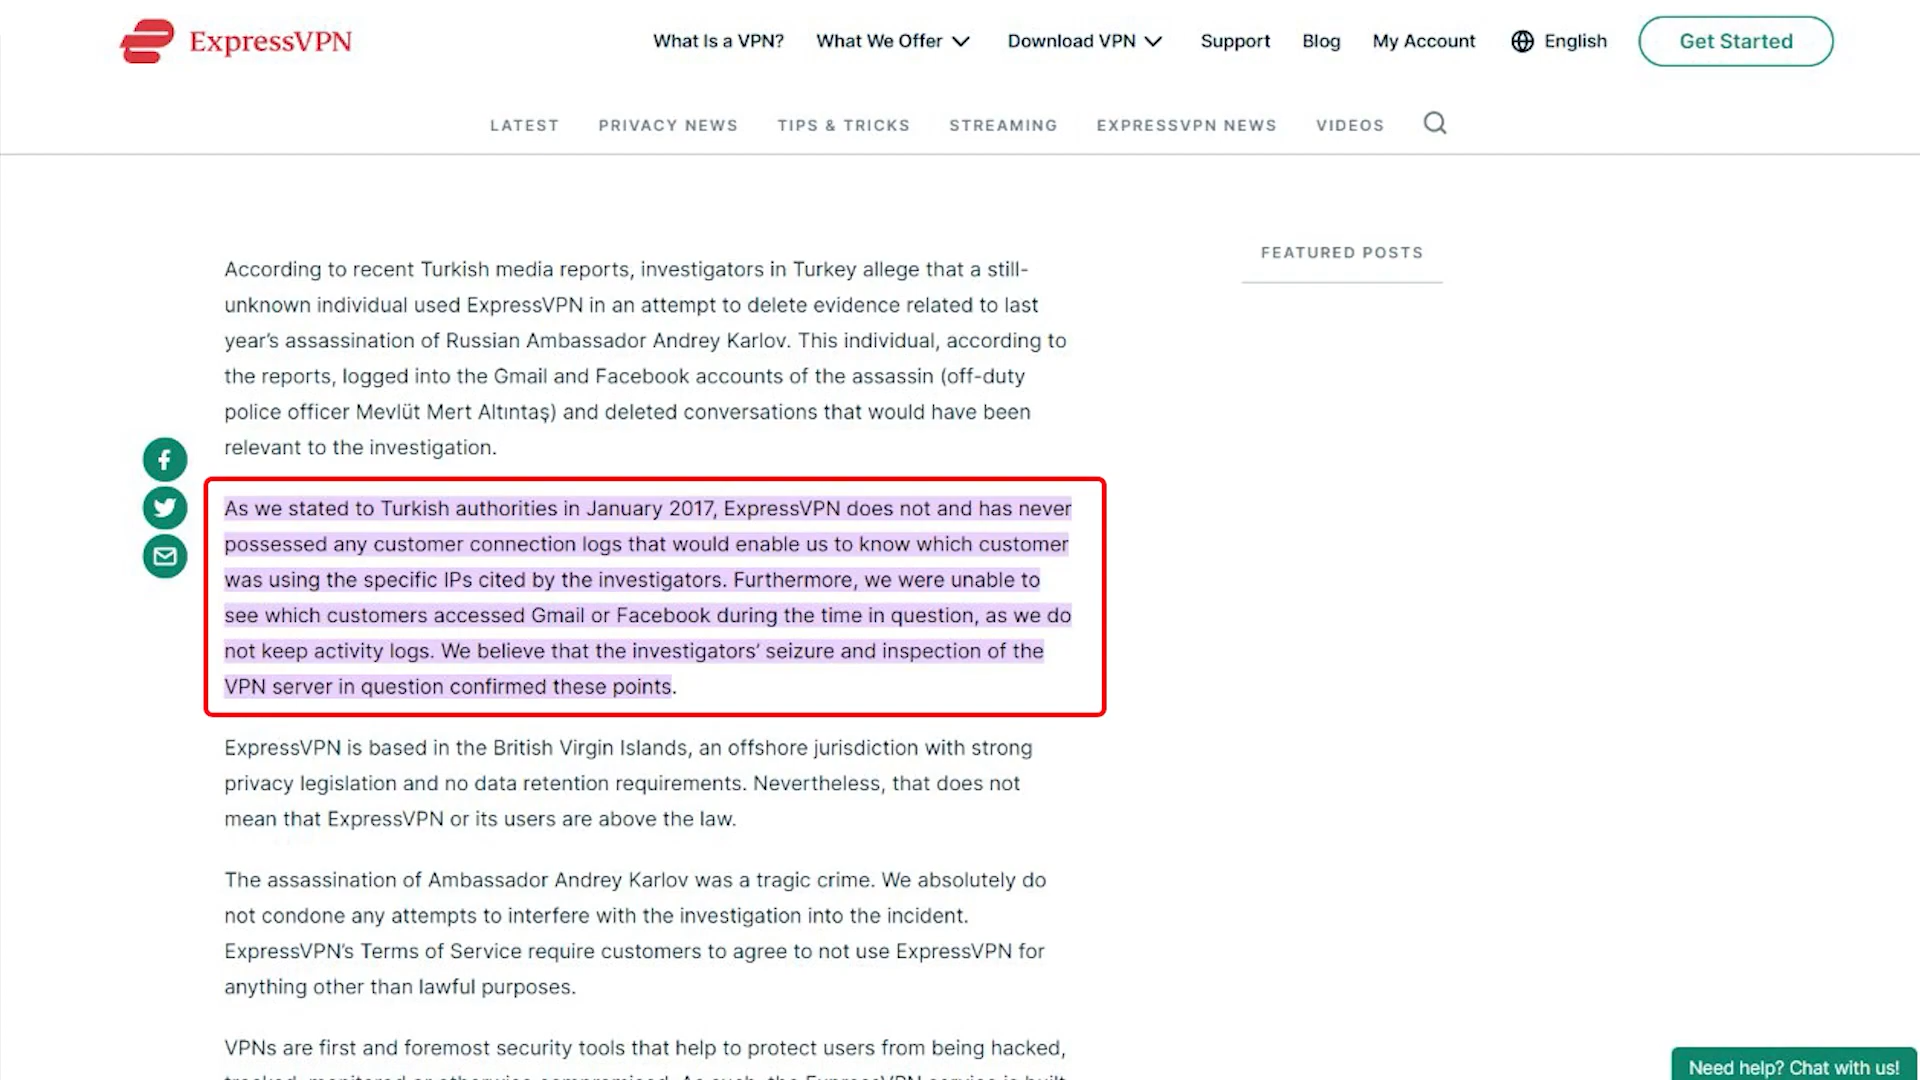 ExpressVPN
What Is a VPN? What We Offer Download VPN Support Blog My Account English Get Started
LATEST PRIVACY NEWS TIPS & TRICKS STREAMING EXPRESSVPN NEWS VIDEOS
FEATURED POSTS
According to recent Turkish media reports, investigators in Turkey allege that a still-
unknown individual used ExpressVPN in an attempt to delete evidence related to last
year’s assassination of Russian Ambassador Andrey Karlov. This individual, according to
the reports, logged into the Gmail and Facebook accounts of the assassin (off-duty
police officer Mevlüt Mert Altıntaş) and deleted conversations that would have been
relevant to the investigation.
As we stated to Turkish authorities in January 2017, ExpressVPN does not and has never
possessed any customer connection logs that would enable us to know which customer
was using the specific IPs cited by the investigators. Furthermore, we were unable to
see which customers accessed Gmail or Facebook during the time in question, as we do
not keep activity logs. We believe that the investigators’ seizure and inspection of the
VPN server in question confirmed these points.
ExpressVPN is based in the British Virgin Islands, an offshore jurisdiction with strong
privacy legislation and no data retention requirements. Nevertheless, that does not
mean that ExpressVPN or its users are above the law.
The assassination of Ambassador Andrey Karlov was a tragic crime. We absolutely do
not condone any attempts to interfere with the investigation into the incident.
ExpressVPN’s Terms of Service require customers to agree to not use ExpressVPN for
anything other than lawful purposes.
VPNs are first and foremost security tools that help to protect users from being hacked,
Need help? Chat with us!